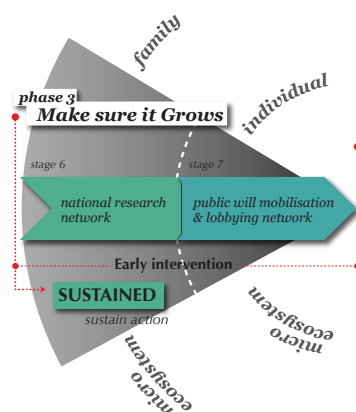 family
individual
phase 3
Make sure it Grows
stage 6
stage 7
national research
network
public will mobilisation
& lobbying network
Early intervention
SUSTAINED
sustain action
micro
ecosystem
micro
ecosystem